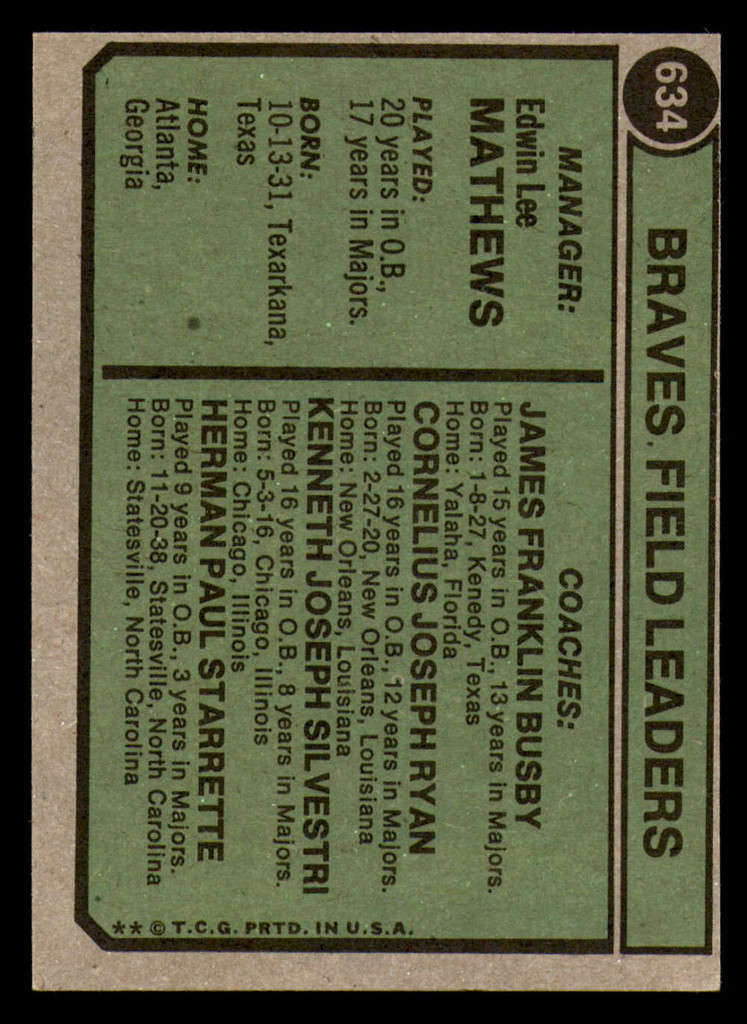 634
BRAVES FIELD LEADERS
MANAGER:
Edwin Lee
MATHEWS
PLAYED:
20 years in O.B.,
17 years in Majors.
BORN:
10-13-31, Texarkana,
Texas
HOME:
Atlanta,
Georgia
COACHES:
JAMES FRANKLIN BUSBY
Played 15 years in O.B., 13 years in Majors.
Born: 1-8-27, Kenedy, Texas
Home: Yalaha, Florida
CORNELIUS JOSEPH RYAN
Played 16 years in O.B., 12 years in Majors.
Born: 2-27-20, New Orleans, Louisiana
Home: New Orleans, Louisiana
KENNETH JOSEPH SILVESTRI
Played 16 years in O.B., 8 years in Majors.
Born: 5-3-16, Chicago, Illinois
Home: Chicago, Illinois
HERMAN PAUL STARRETTE
Played 9 years in O.B., 3 years in Majors.
Born: 11-20-38, Statesville, North Carolina
Home: Statesville, North Carolina
** © T.C.G. PRTD. IN U.S.A.